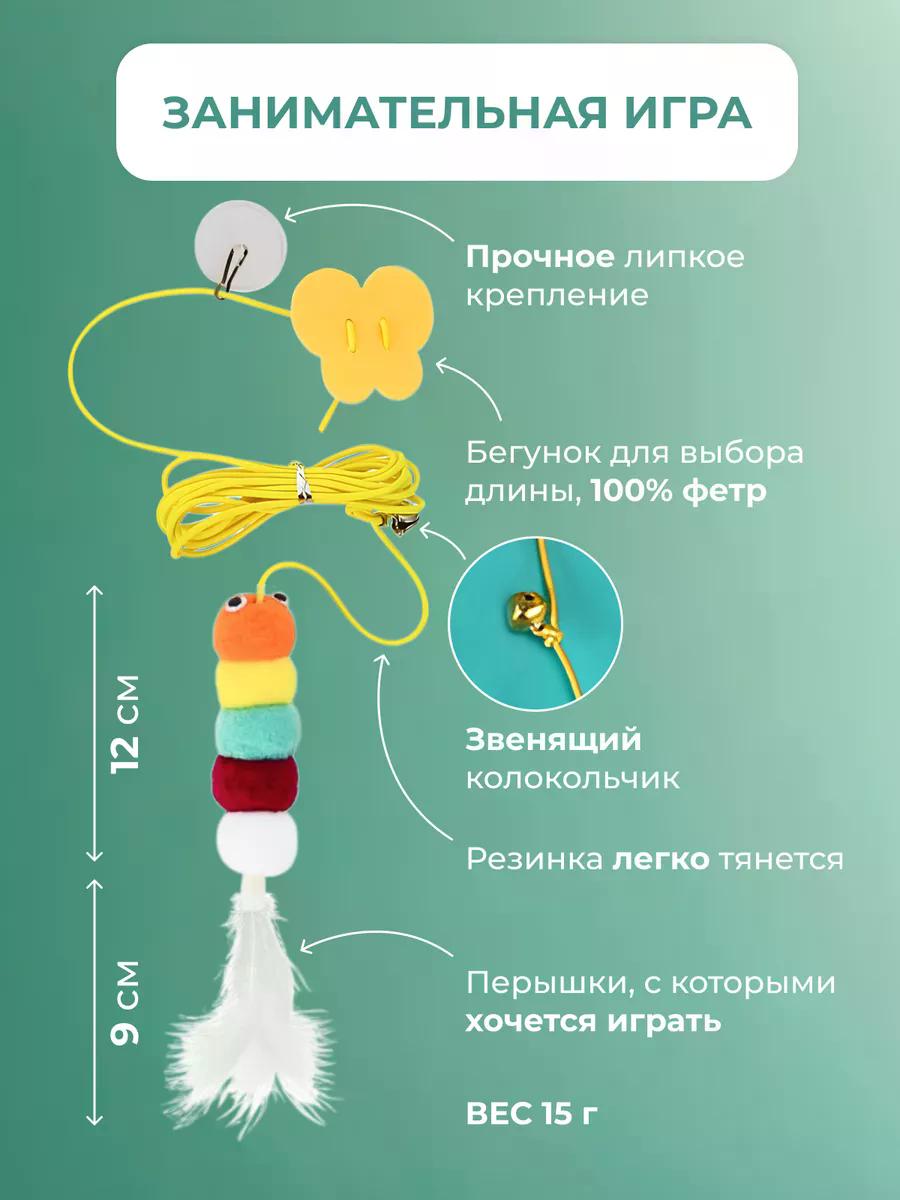 ЗАНИМАТЕЛЬНАЯ ИГРА
Прочное липкое
крепление
Бегунок для выбора
длины, 100% фетр
12 см
Звенящий
колокольчик
Резинка легко тянется
9 см
Перышки, с которыми
хочется играть
ВЕС 15 г